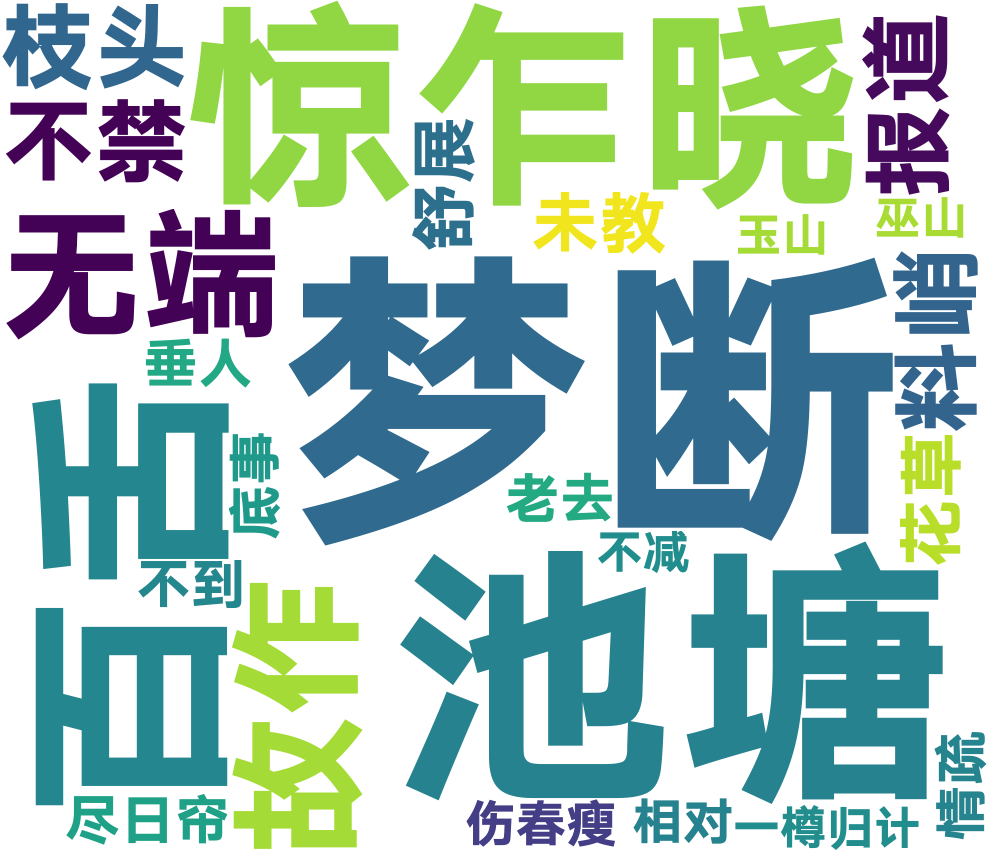 枝头
惊乍晓
报道
不禁
舒展
未教
玉山
巫山
无端
梦断
料峭
垂人
百舌
底事
老去
花草
不减
不到
故作
池塘
情疏
尽日帘
伤春瘦
相对
一樽归计